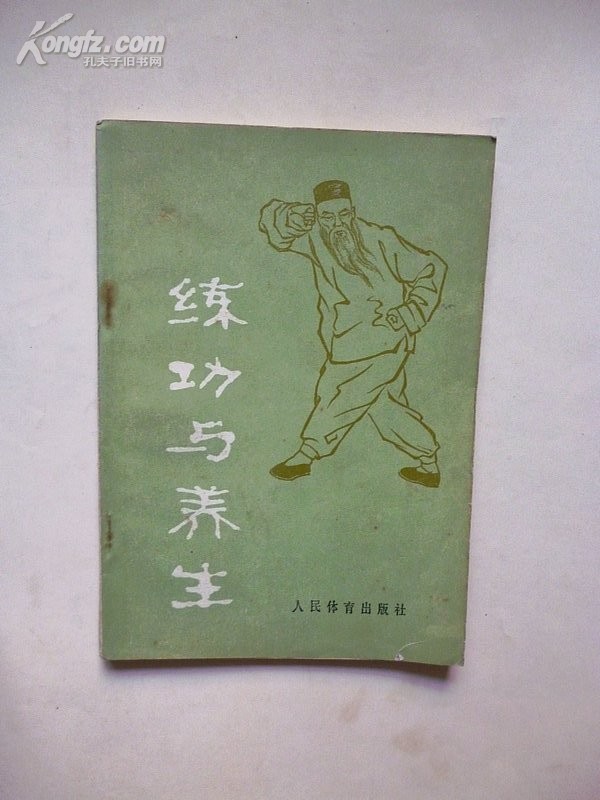 Kongfz.com
孔夫子旧书网
练功与养生
人民体育出版社